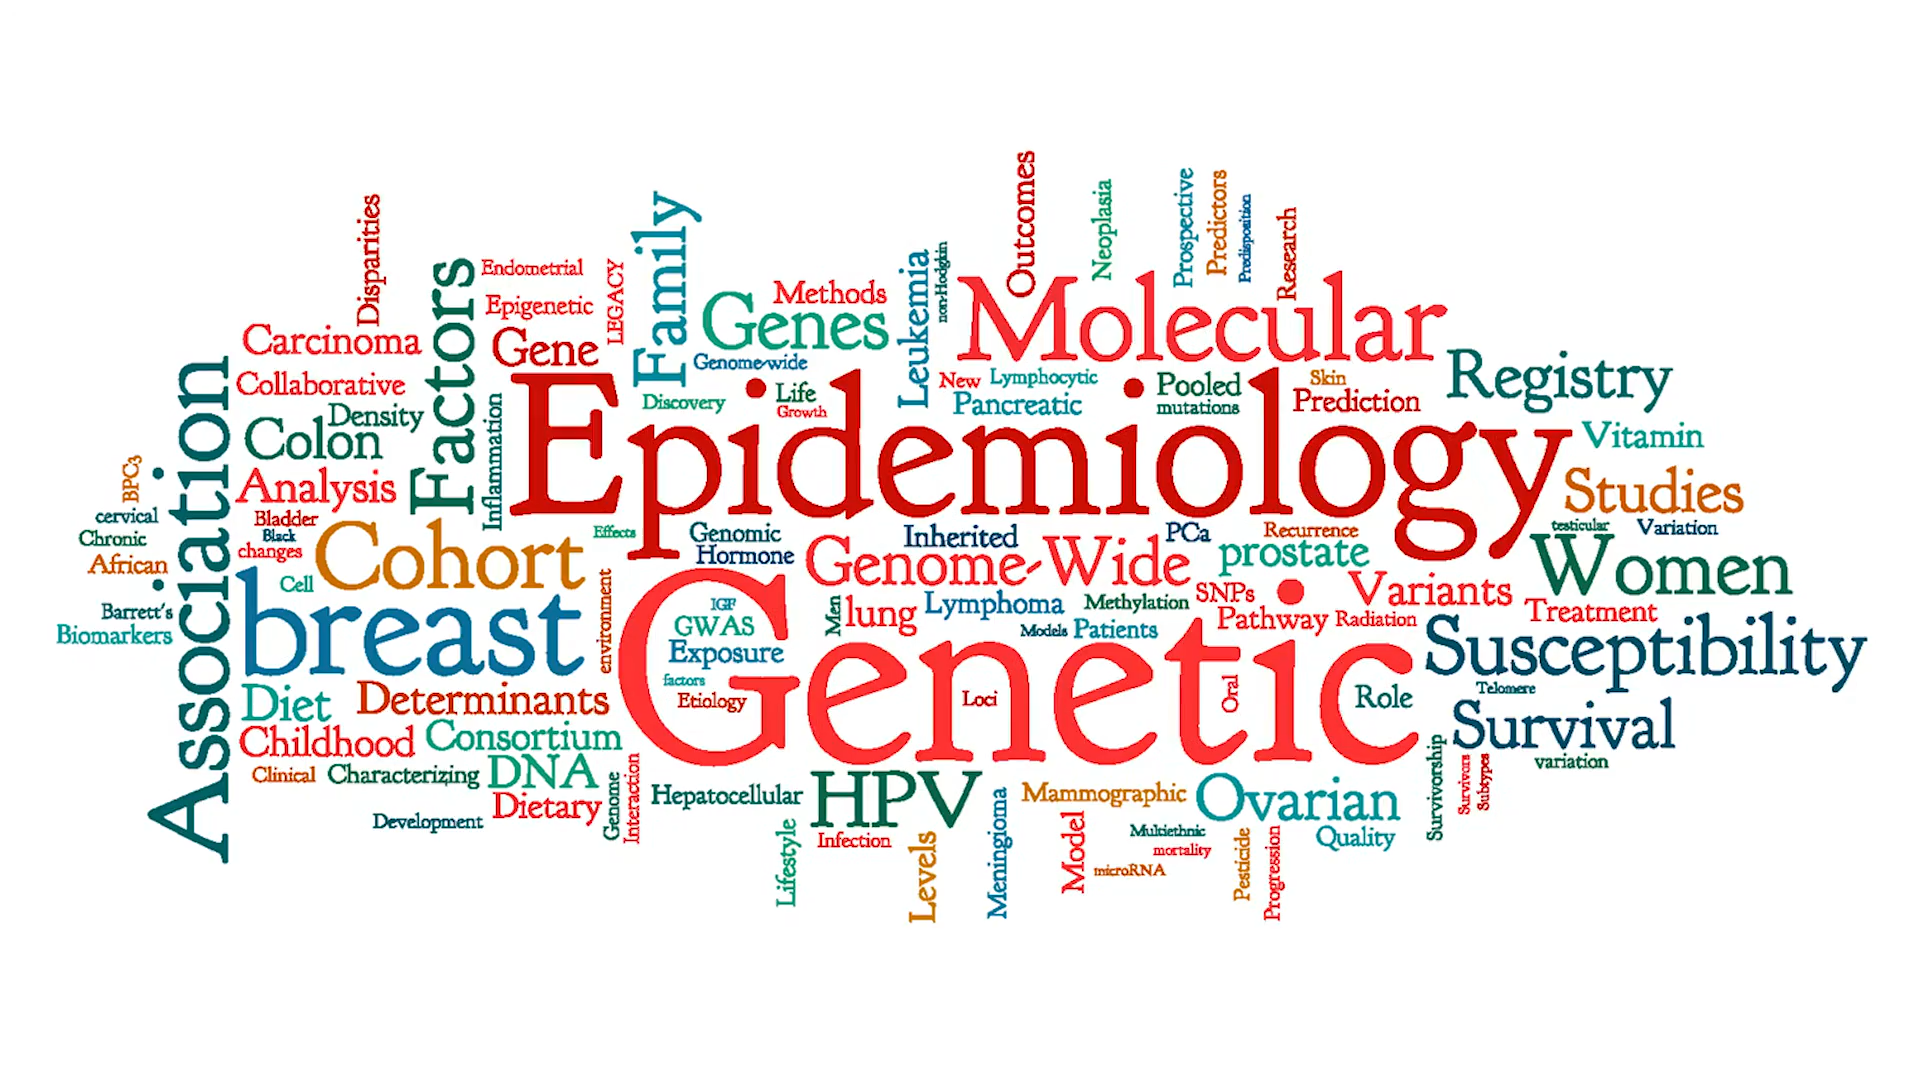 Outcomes
Neoplasia
Prospective
Predictors
Predisposition
Research
Disparities
Family
Leukemia
non-Hodgkin
Endometrial
Epigenetic
LEGACY
Factors
Methods
Genes
Molecular
Carcinoma
Gene
Genome-wide
Collaborative
Density
Colon
Discovery
Life
Growth
New
Lymphocytic
Pancreatic
Pooled
mutations
Skin
Prediction
Registry
Association
Inflammation
Epidemiology
Vitamin
Studies
BPC3
Analysis
cervical
Chronic
African
Bladder
Black
changes
Cohort
Effects
Genomic
Hormone
Inherited
PCa
Recurrence
testicular
Variation
Genome-Wide
prostate
Women
Cell
breast
environment
Barrett's
Biomarkers
IGF
GWAS
Exposure
factors
Etiology
Men
lung
Lymphoma
Methylation
SNPs
Variants
Models
Patients
Pathway
Radiation
Treatment
Genetic
Loci
Oral
Role
Susceptibility
Telomere
Survival
variation
Diet
Determinants
Childhood
Consortium
Clinical
Characterizing
DNA
Development
Dietary
Genome
Interaction
Hepatocellular
HPV
Infection
Lifestyle
Levels
Meningioma
Mammographic
Model
Multiethnic
mortality
microRNA
Ovarian
Quality
Pesticide
Progression
Survivorship
Survivors
Subtypes